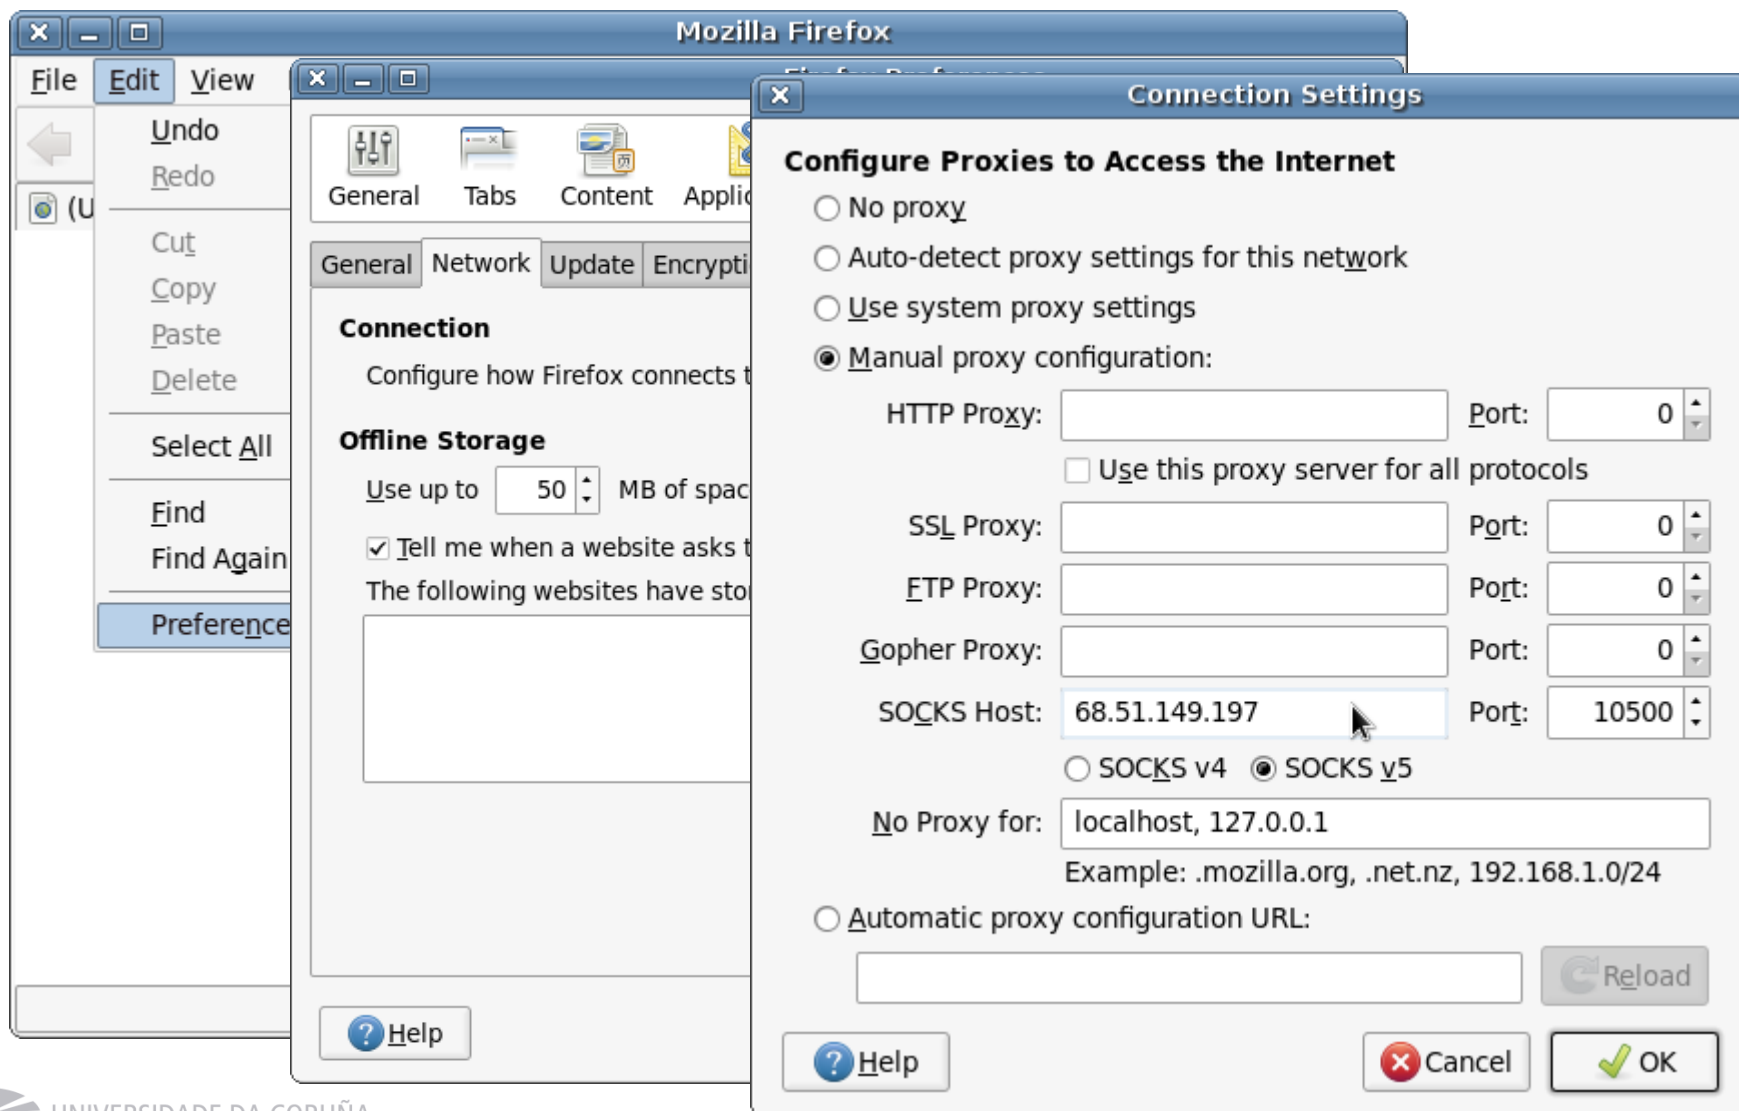 Mozilla Firefox
File Edit View
Undo
Redo
Cut
Copy
Paste
Delete
Select All
Find
Find Again
Preference
(U
Firefox Preferences
General Tabs Content Applic
General Network Update Encrypti
Connection
Configure how Firefox connects t
Offline Storage
Use up to 50 MB of spac
Tell me when a website asks t
The following websites have sto
Help
Connection Settings
Configure Proxies to Access the Internet
No proxy
Auto-detect proxy settings for this network
Use system proxy settings
Manual proxy configuration:
HTTP Proxy: Port: 0
Use this proxy server for all protocols
SSL Proxy: Port: 0
FTP Proxy: Port: 0
Gopher Proxy: Port: 0
SOCKS Host: 68.51.149.197 Port: 10500
SOCKS v4 SOCKS v5
No Proxy for: localhost, 127.0.0.1
Example: .mozilla.org, .net.nz, 192.168.1.0/24
Automatic proxy configuration URL:
Reload
Help Cancel OK
UNIVERSIDADE DA CORUÑA